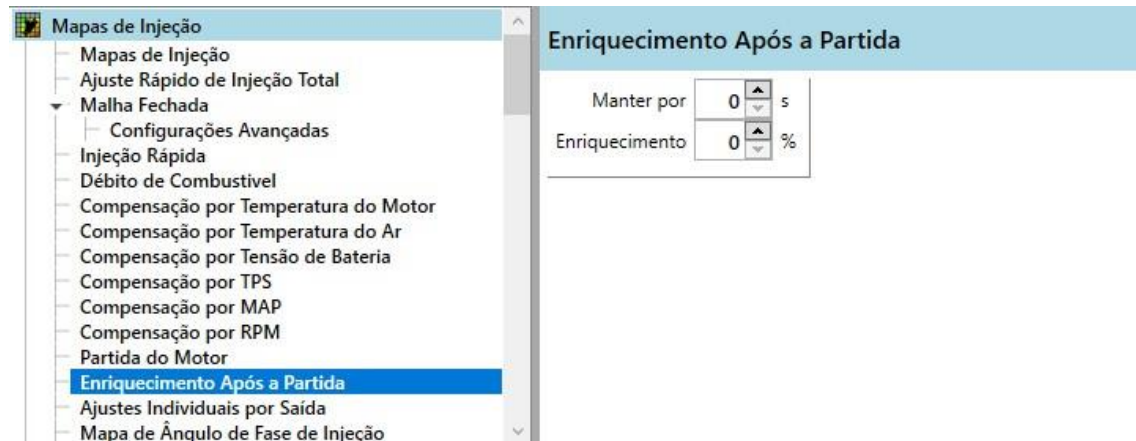 Mapas de Injeção
Mapas de Injeção
Ajuste Rápido de Injeção Total
Malha Fechada
Configurações Avançadas
Injeção Rápida
Débito de Combustivel
Compensação por Temperatura do Motor
Compensação por Temperatura do Ar
Compensação por Tensão de Bateria
Compensação por TPS
Compensação por MAP
Compensação por RPM
Partida do Motor
Enriquecimento Após a Partida
Ajustes Individuais por Saída
Mapa de Ângulo de Fase de Injeção
Enriquecimento Após a Partida
Manter por 0 s
Enriquecimento 0 %